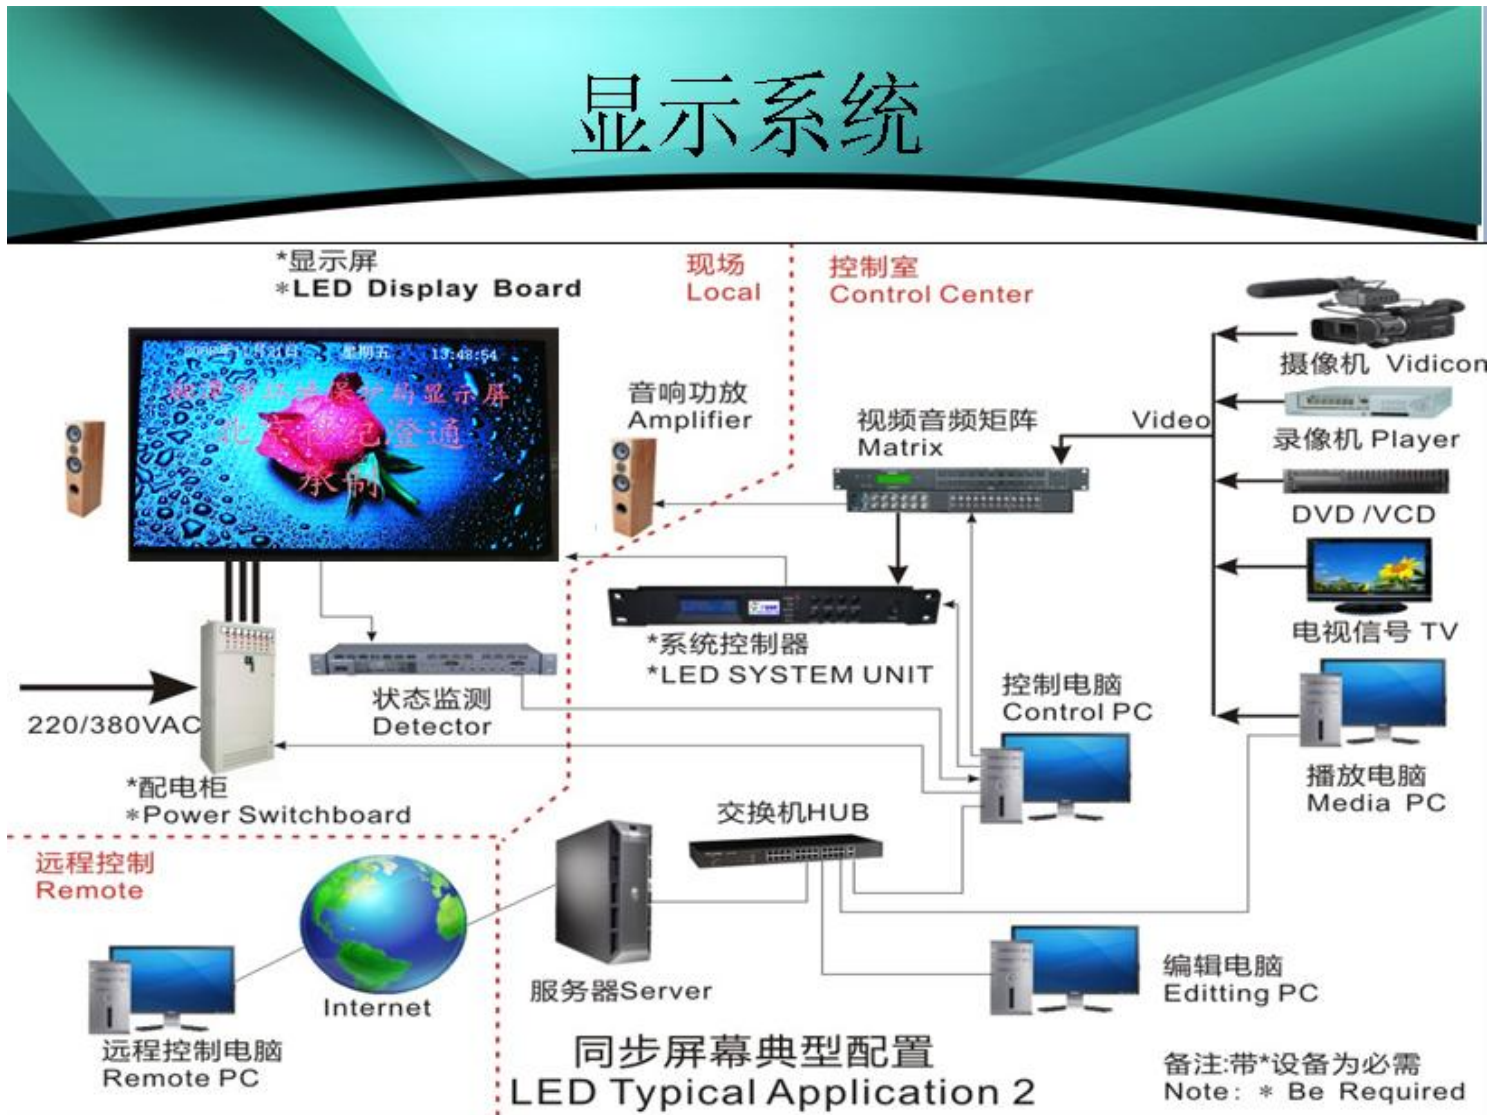 显示系统
*显示屏
*LED Display Board
现场
Local
控制室
Control Center
13:48:54
星期五
音响功放
Amplifier
视频音频矩阵
Matrix
Video
摄像机 Vidicon
录像机 Player
DVD /VCD
电视信号 TV
播放电脑
Media PC
*系统控制器
*LED SYSTEM UNIT
控制电脑
Control PC
状态监测
Detector
220/380VAC
*配电柜
*Power Switchboard
交换机HUB
远程控制
Remote
Internet
服务器Server
编辑电脑
Editting PC
远程控制电脑
Remote PC
同步屏幕典型配置
LED Typical Application 2
备注:带*设备为必需
Note: * Be Required